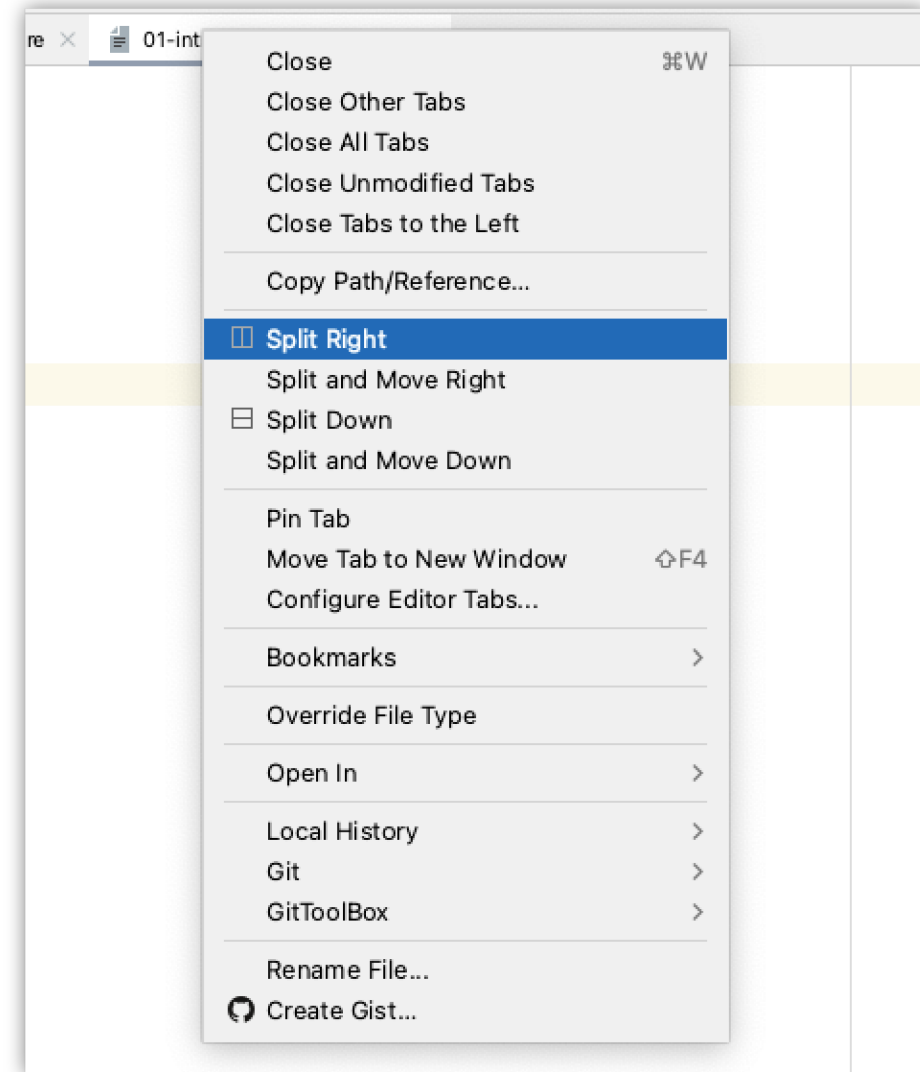 re
01-int
Close ⌘W
Close Other Tabs
Close All Tabs
Close Unmodified Tabs
Close Tabs to the Left
Copy Path/Reference...
Split Right
Split and Move Right
Split Down
Split and Move Down
Pin Tab
Move Tab to New Window ⇧F4
Configure Editor Tabs...
Bookmarks
Override File Type
Open In
Local History
Git
GitToolBox
Rename File...
Create Gist...